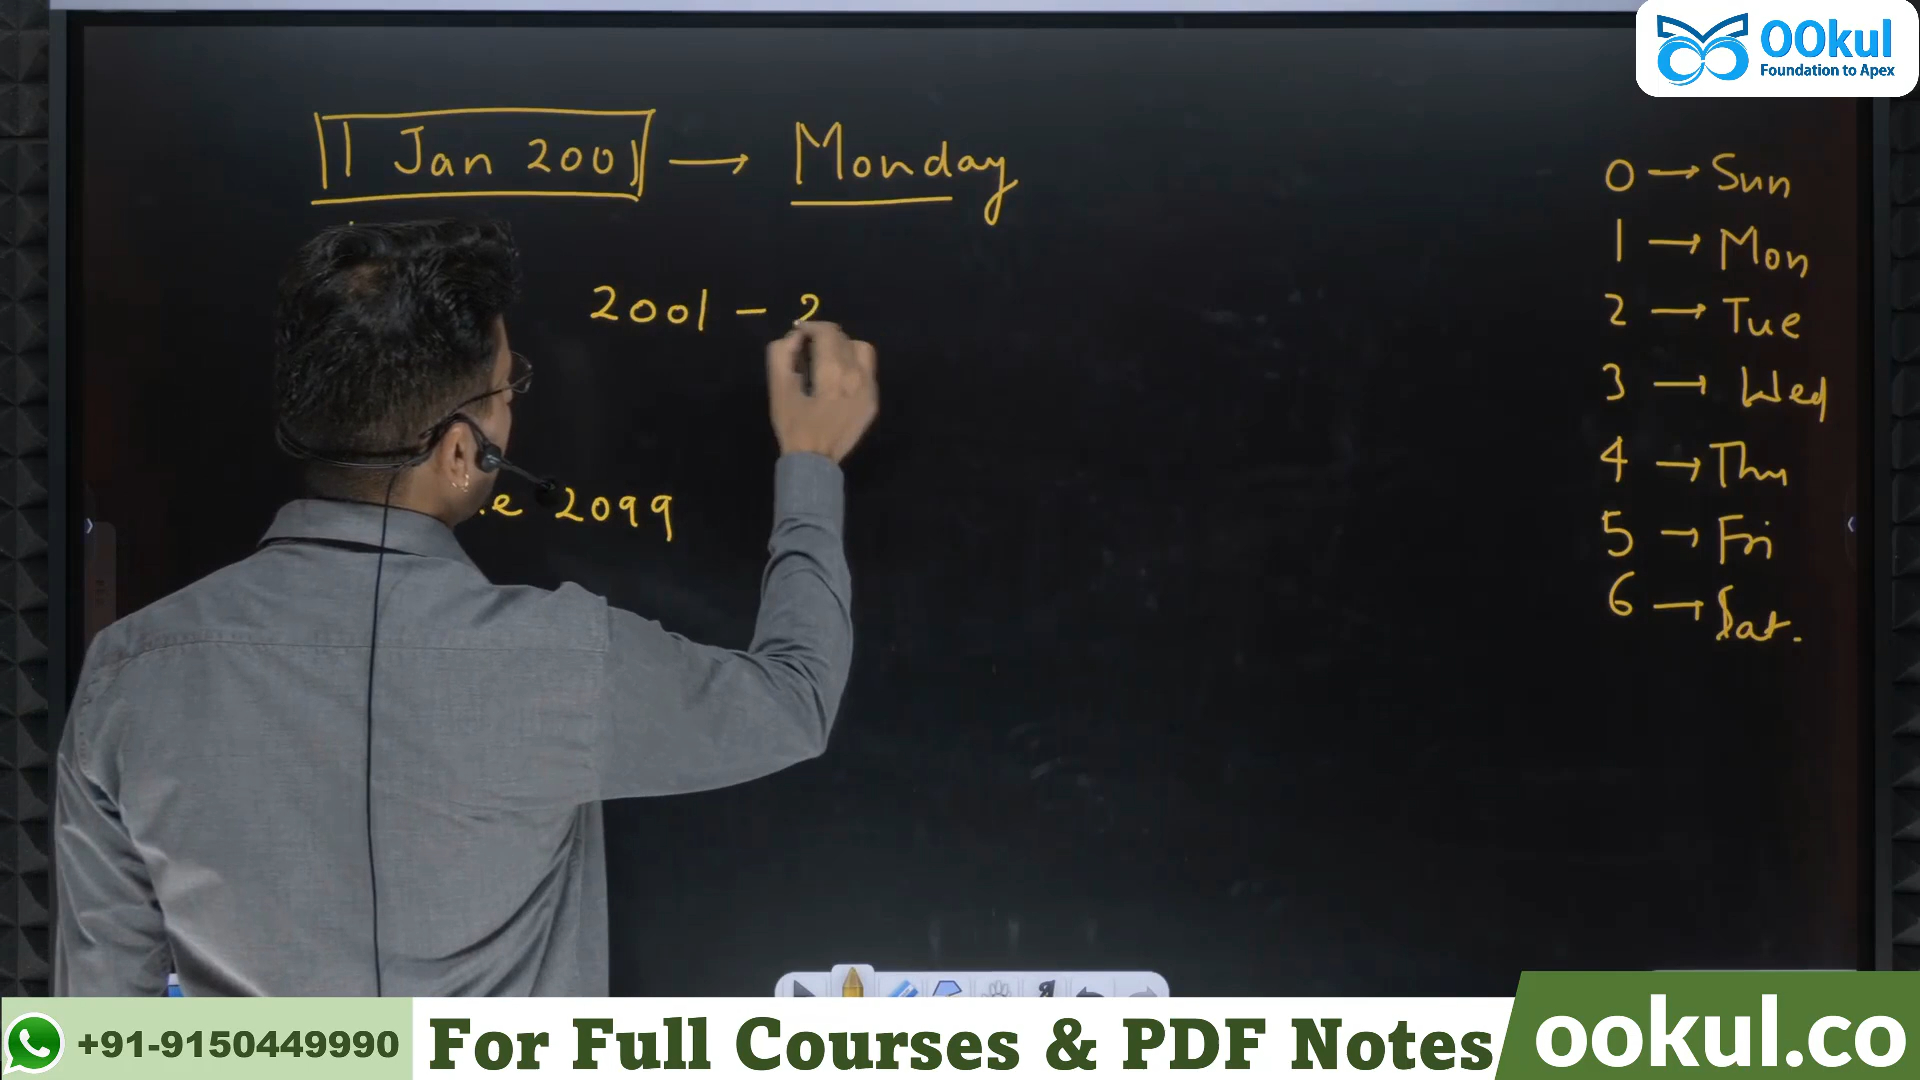 OOkul
Foundation to Apex
1 Jan 2001 → Monday
2001 - 2
2099
0 → Sun
1 → Mon
2 → Tue
3 → Wed
4 → Thu
5 → Fri
6 → Sat.
+91-9150449990
For Full Courses & PDF Notes
ookul.co